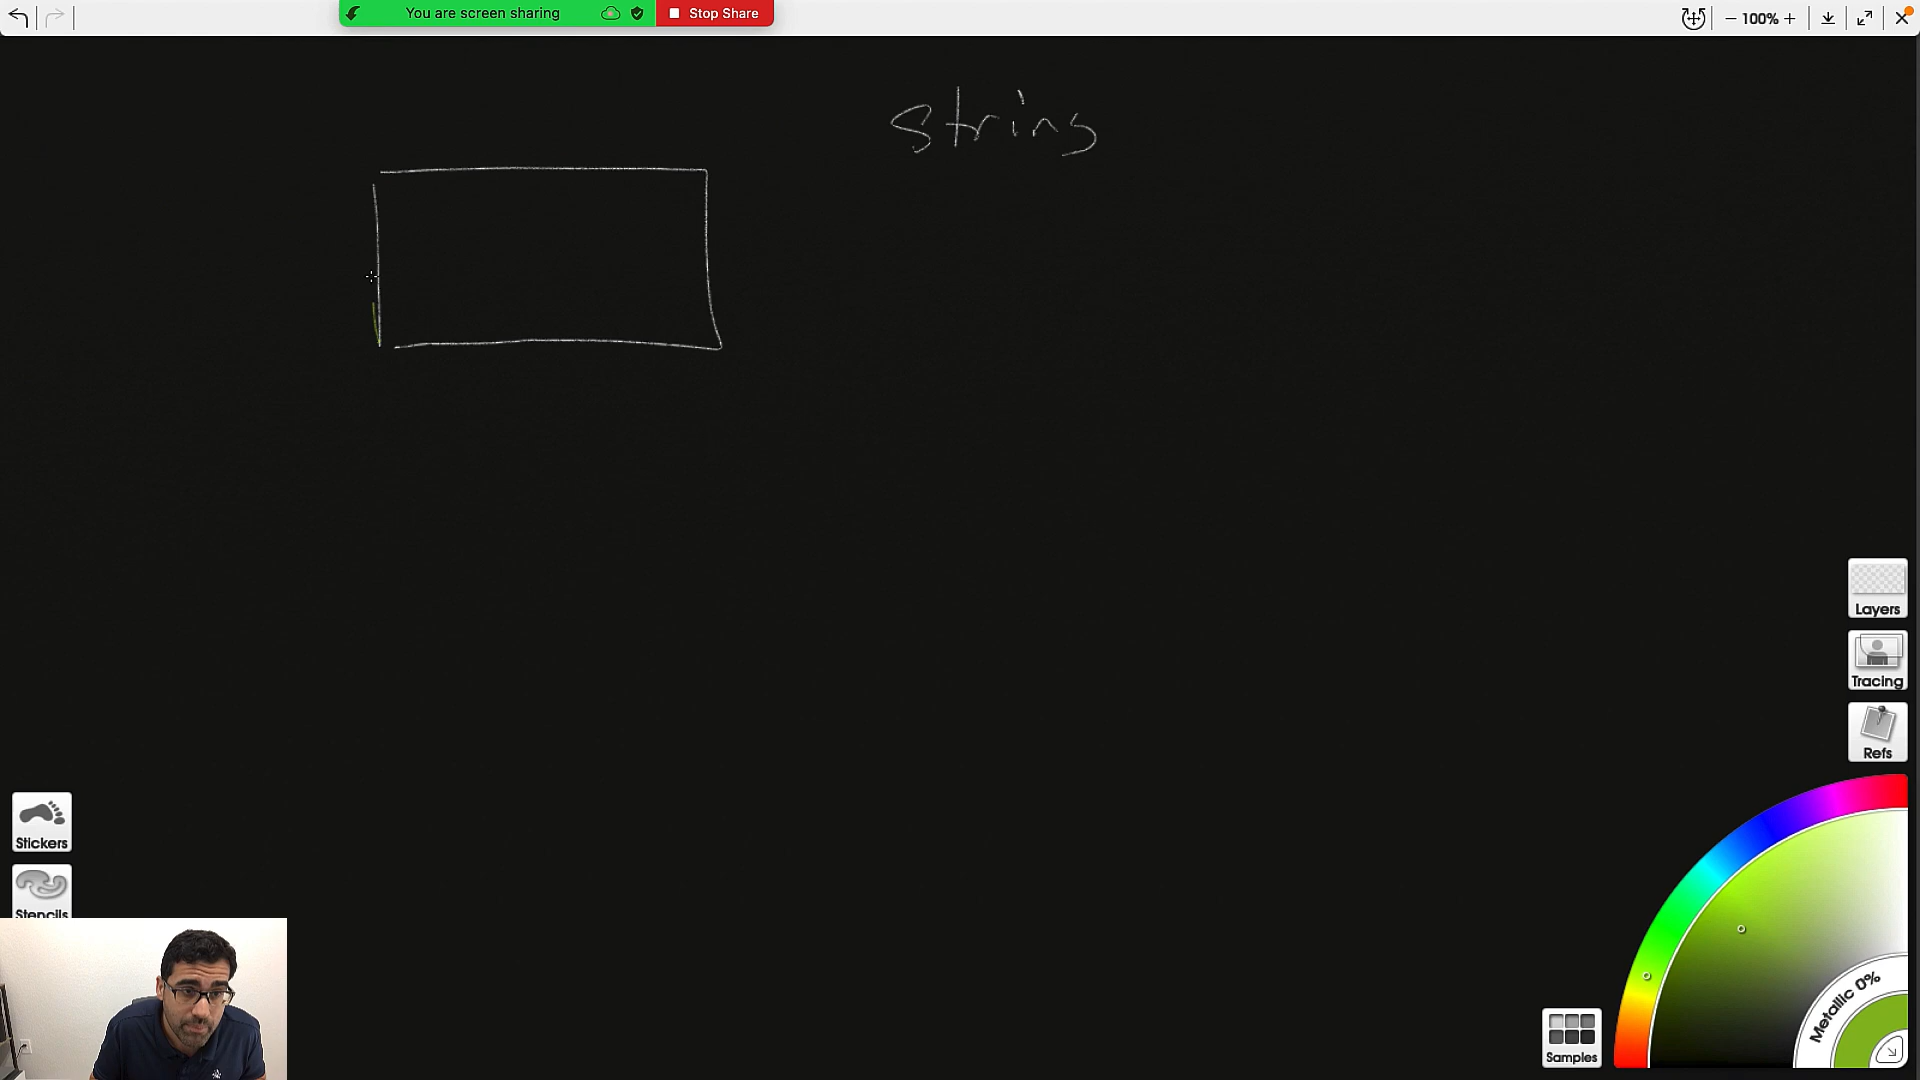 You are screen sharing
Stop Share
100%
string
Layers
Tracing
Refs
Stickers
Stencils
Metallic 0%
Samples